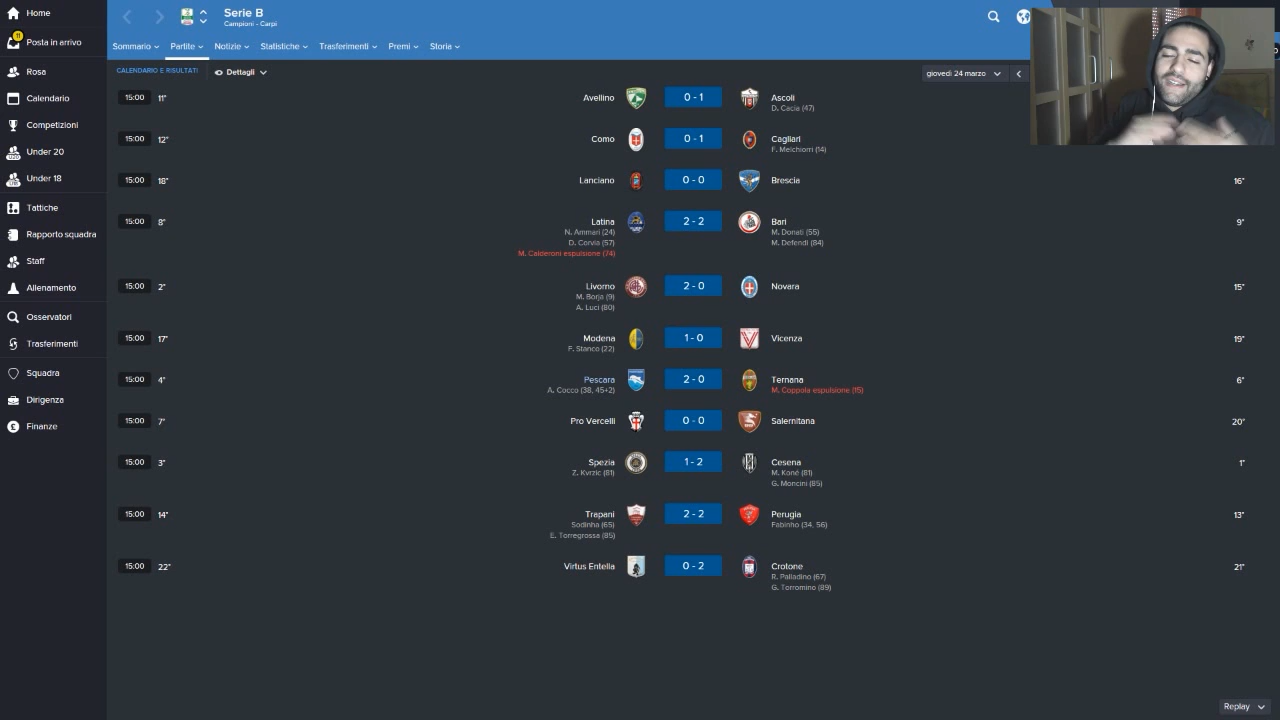 Home
11
Posta in arrivo
Rosa
Calendario
Competizioni
Under 20
Under 18
Tattiche
Rapporto squadra
Staff
Allenamento
Osservatori
Trasferimenti
Squadra
Dirigenza
Finanze
Serie B
Campioni - Carpi
Sommario Partite Notizie Statistiche Trasferimenti Premi Storia
CALENDARIO E RISULTATI Dettagli giovedì 24 marzo
15:00 11° Avellino 0 - 1 Ascoli
D. Cacia (47)
15:00 12° Como 0 - 1 Cagliari
F. Melchiorri (14)
15:00 18° Lanciano 0 - 0 Brescia 16°
15:00 8° Latina 2 - 2 Bari 9°
N. Ammari (24) M. Donati (55)
D. Corvia (57) M. Defendi (84)
M. Calderoni espulsione (74)
15:00 2° Livorno 2 - 0 Novara 15°
M. Borja (9)
A. Luci (80)
15:00 17° Modena 1 - 0 Vicenza 19°
F. Stanco (22)
15:00 4° Pescara 2 - 0 Ternana 6°
A. Cocco (38, 45+2) M. Coppola espulsione (15)
15:00 7° Pro Vercelli 0 - 0 Salernitana 20°
15:00 3° Spezia 1 - 2 Cesena 1°
Z. Kvrzic (81) M. Koné (81)
G. Moncini (85)
15:00 14° Trapani 2 - 2 Perugia 13°
Sodinha (65) Fabinho (34, 56)
E. Torregrossa (85)
15:00 22° Virtus Entella 0 - 2 Crotone 21°
R. Palladino (67)
G. Torromino (89)
Replay